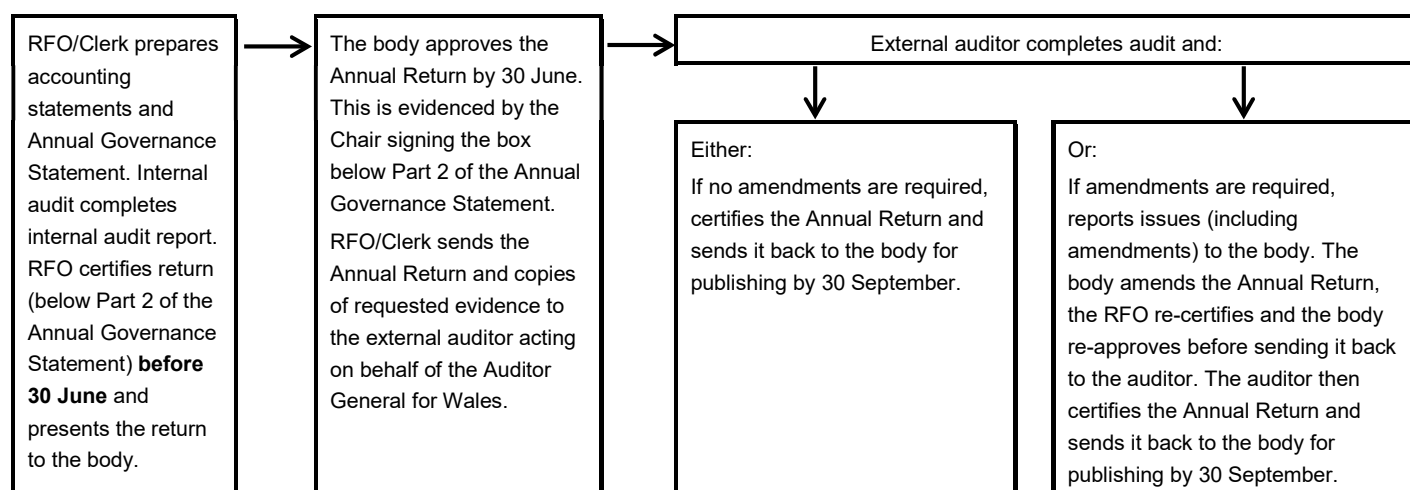 RFO/Clerk prepares
accounting
statements and
Annual Governance
Statement. Internal
audit completes
internal audit report.
RFO certifies return
(below Part 2 of the
Annual Governance
Statement) before
30 June and
presents the return
to the body.
The body approves the
Annual Return by 30 June.
This is evidenced by the
Chair signing the box
below Part 2 of the Annual
Governance Statement.
RFO/Clerk sends the
Annual Return and copies
of requested evidence to
the external auditor acting
on behalf of the Auditor
General for Wales.
External auditor completes audit and:
Either:
If no amendments are required,
certifies the Annual Return and
sends it back to the body for
publishing by 30 September.
Or:
If amendments are required,
reports issues (including
amendments) to the body. The
body amends the Annual Return,
the RFO re-certifies and the body
re-approves before sending it back
to the auditor. The auditor then
certifies the Annual Return and
sends it back to the body for
publishing by 30 September.